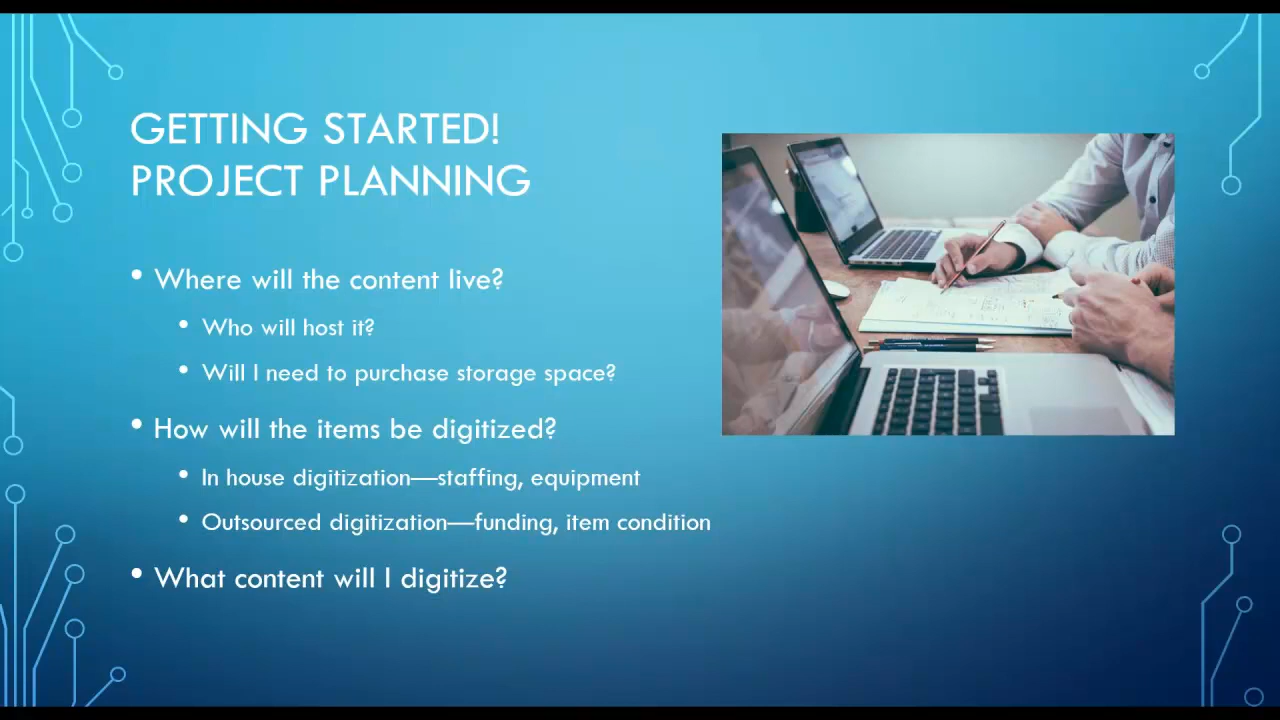 GETTING STARTED!
PROJECT PLANNING
• Where will the content live?
• Who will host it?
• Will I need to purchase storage space?
• How will the items be digitized?
• In house digitization—staffing, equipment
• Outsourced digitization—funding, item condition
• What content will I digitize?